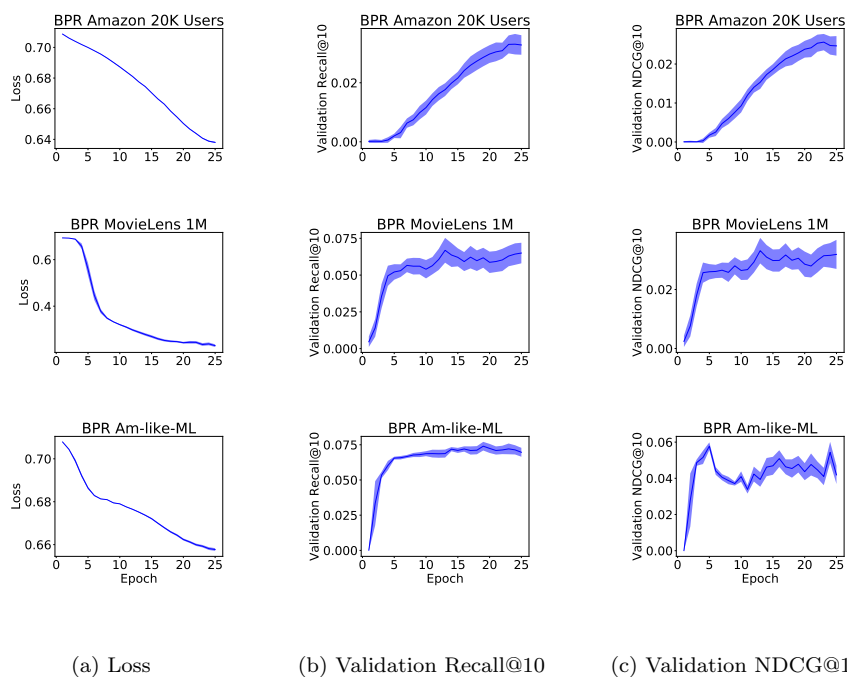 BPR Amazon 20K Users
0.70
0.68
0.66
0.64
Loss
0 5 10 15 20 25
BPR Amazon 20K Users
0.02
0.00
Validation Recall@10
0 5 10 15 20 25
BPR Amazon 20K Users
0.02
0.01
0.00
Validation NDCG@10
0 5 10 15 20 25
BPR MovieLens 1M
0.6
0.4
Loss
0 5 10 15 20 25
BPR MovieLens 1M
0.075
0.050
0.025
0.000
Validation Recall@10
0 5 10 15 20 25
BPR MovieLens 1M
0.02
0.00
Validation NDCG@10
0 5 10 15 20 25
BPR Am-like-ML
0.70
0.68
0.66
Loss
0 5 10 15 20 25
Epoch
BPR Am-like-ML
0.075
0.050
0.025
0.000
Validation Recall@10
0 5 10 15 20 25
Epoch
BPR Am-like-ML
0.06
0.04
0.02
0.00
Validation NDCG@10
0 5 10 15 20 25
Epoch
(a) Loss
(b) Validation Recall@10
(c) Validation NDCG@1